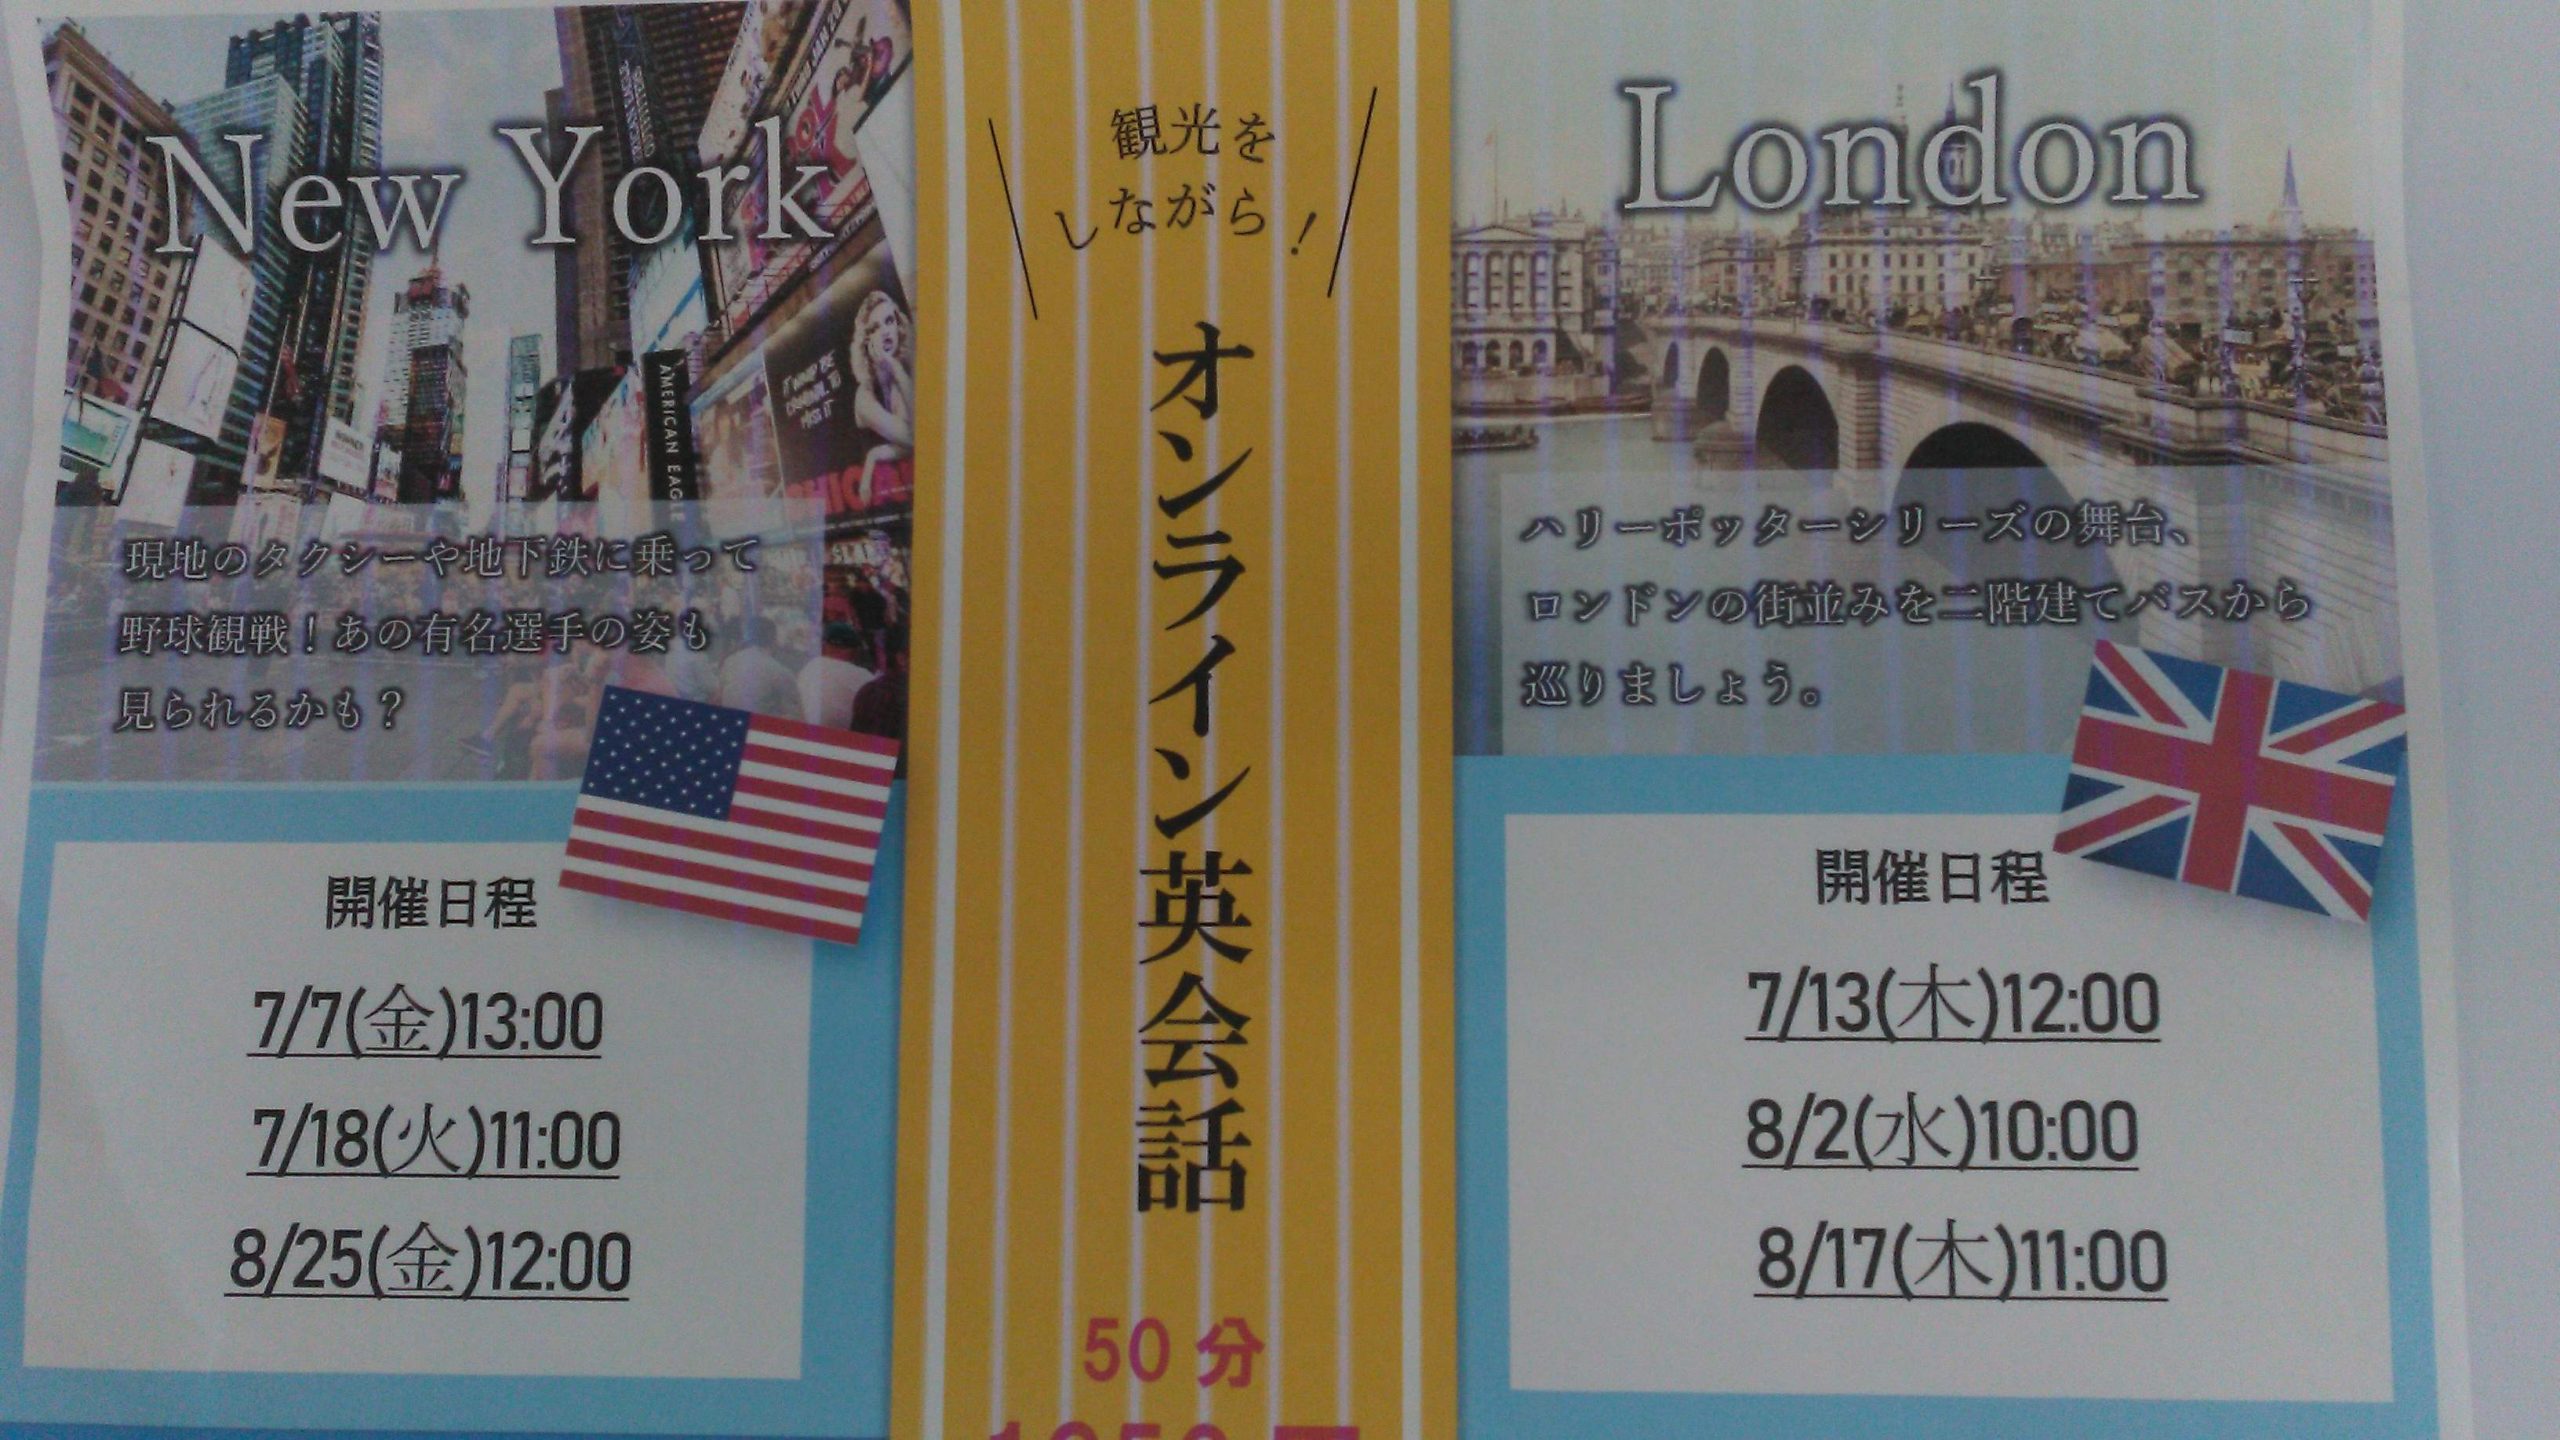 New York
AMERICAN EAGLE
現地のタクシーや地下鉄に乗って
野球観戦！あの有名選手の姿も
見られるかも？
開催日程
7/7(金)13:00
7/18(火)11:00
8/25(金)12:00
観光を
しながら！
オンライン英会話
50分
London
ハリーポッターシリーズの舞台、
ロンドンの街並みを二階建てバスから
巡りましょう。
開催日程
7/13(木)12:00
8/2(水)10:00
8/17(木)11:00